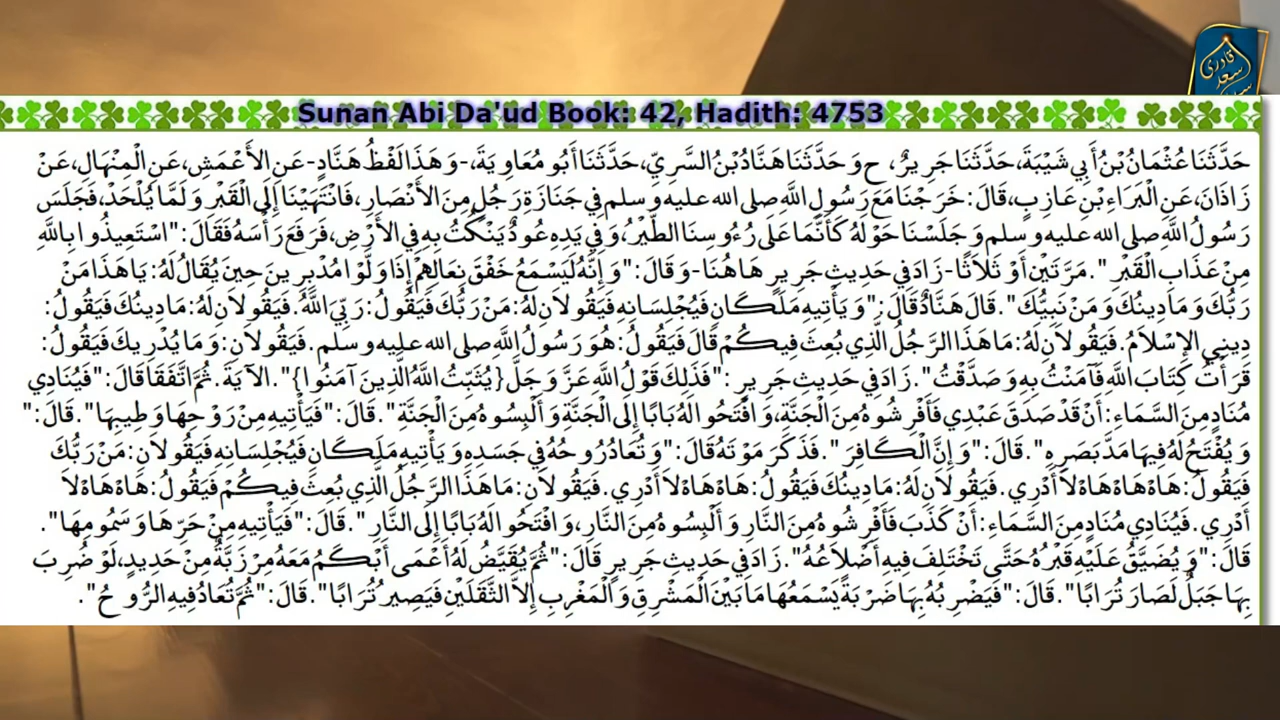 قادري
سعد
Sunan Abi Da'ud Book: 42, Hadith: 4753
حَدَّثَنَا عُثْمَانُ بْنُ أَبِي شَيْبَةَ، حَدَّثَنَا جَرِيرٌ، ح وَحَدَّثَنَا هَنَّادُ بْنُ السَّرِيِّ، حَدَّثَنَا أَبُو مُعَاوِيَةَ، - وَهَذَا لَفْظُ هَنَّادٍ - عَنِ الأَعْمَشِ، عَنِ الْمِنْهَالِ، عَنْ
زَاذَانَ، عَنِ الْبَرَاءِ بْنِ عَازِبٍ، قَالَ: خَرَجْنَا مَعَ رَسُولِ اللَّهِ صلى الله عليه وسلم فِي جَنَازَةِ رَجُلٍ مِنَ الأَنْصَارِ، فَانْتَهَيْنَا إِلَى الْقَبْرِ وَلَمَّا يُلْحَدْ، فَجَلَسَ
رَسُولُ اللَّهِ صلى الله عليه وسلم وَجَلَسْنَا حَوْلَهُ كَأَنَّمَا عَلَى رُءُوسِنَا الطَّيْرُ، وَفِي يَدِهِ عُودٌ يَنْكُتُ بِهِ فِي الأَرْضِ، فَرَفَعَ رَأْسَهُ فَقَالَ: "اسْتَعِيذُوا بِاللَّهِ
مِنْ عَذَابِ الْقَبْرِ". مَرَّتَيْنِ أَوْ ثَلاَثًا - زَادَ فِي حَدِيثِ جَرِيرٍ هَا هُنَا - وَقَالَ: "وَإِنَّهُ لَيَسْمَعُ خَفْقَ نِعَالِهِمْ إِذَا وَلَّوْا مُدْبِرِينَ حِينَ يُقَالُ لَهُ: يَا هَذَا مَنْ
رَبُّكَ وَمَا دِينُكَ وَمَنْ نَبِيُّكَ". قَالَ هَنَّادٌ قَالَ: "وَيَأْتِيهِ مَلَكَانِ فَيُجْلِسَانِهِ فَيَقُولاَنِ لَهُ: مَنْ رَبُّكَ فَيَقُولُ: رَبِّيَ اللَّهُ. فَيَقُولاَنِ لَهُ: مَا دِينُكَ فَيَقُولُ:
دِينِي الإِسْلاَمُ. فَيَقُولاَنِ لَهُ: مَا هَذَا الرَّجُلُ الَّذِي بُعِثَ فِيكُمْ قَالَ فَيَقُولُ: هُوَ رَسُولُ اللَّهِ صلى الله عليه وسلم. فَيَقُولاَنِ: وَمَا يُدْرِيكَ فَيَقُولُ:
قَرَأْتُ كِتَابَ اللَّهِ فَآمَنْتُ بِهِ وَصَدَّقْتُ". زَادَ فِي حَدِيثِ جَرِيرٍ: "فَذَلِكَ قَوْلُ اللَّهِ عَزَّ وَجَلَّ {يُثَبِّتُ اللَّهُ الَّذِينَ آمَنُوا}". الآيَةَ. ثُمَّ اتَّفَقَا قَالَ: "فَيُنَادِي
مُنَادٍ مِنَ السَّمَاءِ: أَنْ قَدْ صَدَقَ عَبْدِي فَأَفْرِشُوهُ مِنَ الْجَنَّةِ، وَافْتَحُوا لَهُ بَابًا إِلَى الْجَنَّةِ وَأَلْبِسُوهُ مِنَ الْجَنَّةِ". قَالَ: "فَيَأْتِيهِ مِنْ رَوْحِهَا وَطِيبِهَا". قَالَ: "
وَيُفْتَحُ لَهُ فِيهَا مَدَّ بَصَرِهِ". قَالَ: "وَإِنَّ الْكَافِرَ". فَذَكَرَ مَوْتَهُ قَالَ: "وَتُعَادُ رُوحُهُ فِي جَسَدِهِ وَيَأْتِيهِ مَلَكَانِ فَيُجْلِسَانِهِ فَيَقُولاَنِ: مَنْ رَبُّكَ
فَيَقُولُ: هَاهْ هَاهْ هَاهْ لاَ أَدْرِي. فَيَقُولاَنِ لَهُ: مَا دِينُكَ فَيَقُولُ: هَاهْ هَاهْ لاَ أَدْرِي. فَيَقُولاَنِ: مَا هَذَا الرَّجُلُ الَّذِي بُعِثَ فِيكُمْ فَيَقُولُ: هَاهْ هَاهْ لاَ
أَدْرِي. فَيُنَادِي مُنَادٍ مِنَ السَّمَاءِ: أَنْ كَذَبَ فَأَفْرِشُوهُ مِنَ النَّارِ وَأَلْبِسُوهُ مِنَ النَّارِ، وَافْتَحُوا لَهُ بَابًا إِلَى النَّارِ". قَالَ: "فَيَأْتِيهِ مِنْ حَرِّهَا وَسَمُومِهَا".
قَالَ: "وَيُضَيَّقُ عَلَيْهِ قَبْرُهُ حَتَّى تَخْتَلِفَ فِيهِ أَضْلاَعُهُ". زَادَ فِي حَدِيثِ جَرِيرٍ قَالَ: "ثُمَّ يُقَيَّضُ لَهُ أَعْمَى أَبْكَمُ مَعَهُ مِرْزَبَّةٌ مِنْ حَدِيدٍ، لَوْ ضُرِبَ
بِهَا جَبَلٌ لَصَارَ تُرَابًا". قَالَ: "فَيَضْرِبُهُ بِهَا ضَرْبَةً يَسْمَعُهَا مَا بَيْنَ الْمَشْرِقِ وَالْمَغْرِبِ إِلاَّ الثَّقَلَيْنِ فَيَصِيرُ تُرَابًا". قَالَ: "ثُمَّ تُعَادُ فِيهِ الرُّوحُ".